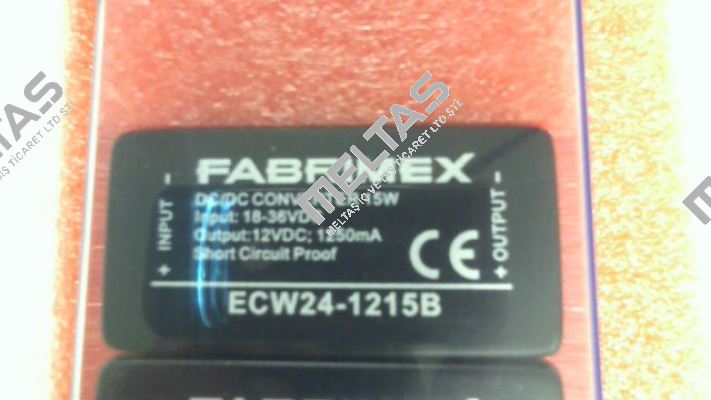 MELTAS
MELTAŞ İÇ VE DIŞ TİCARET LTD.ŞTİ.
FABRIMEX
DC/DC CONVERTER 15W
Input: 18-36VDC
Output:12VDC; 1250mA
Short Circuit Proof
CE
- INPUT +
- OUTPUT +
ECW24-1215B